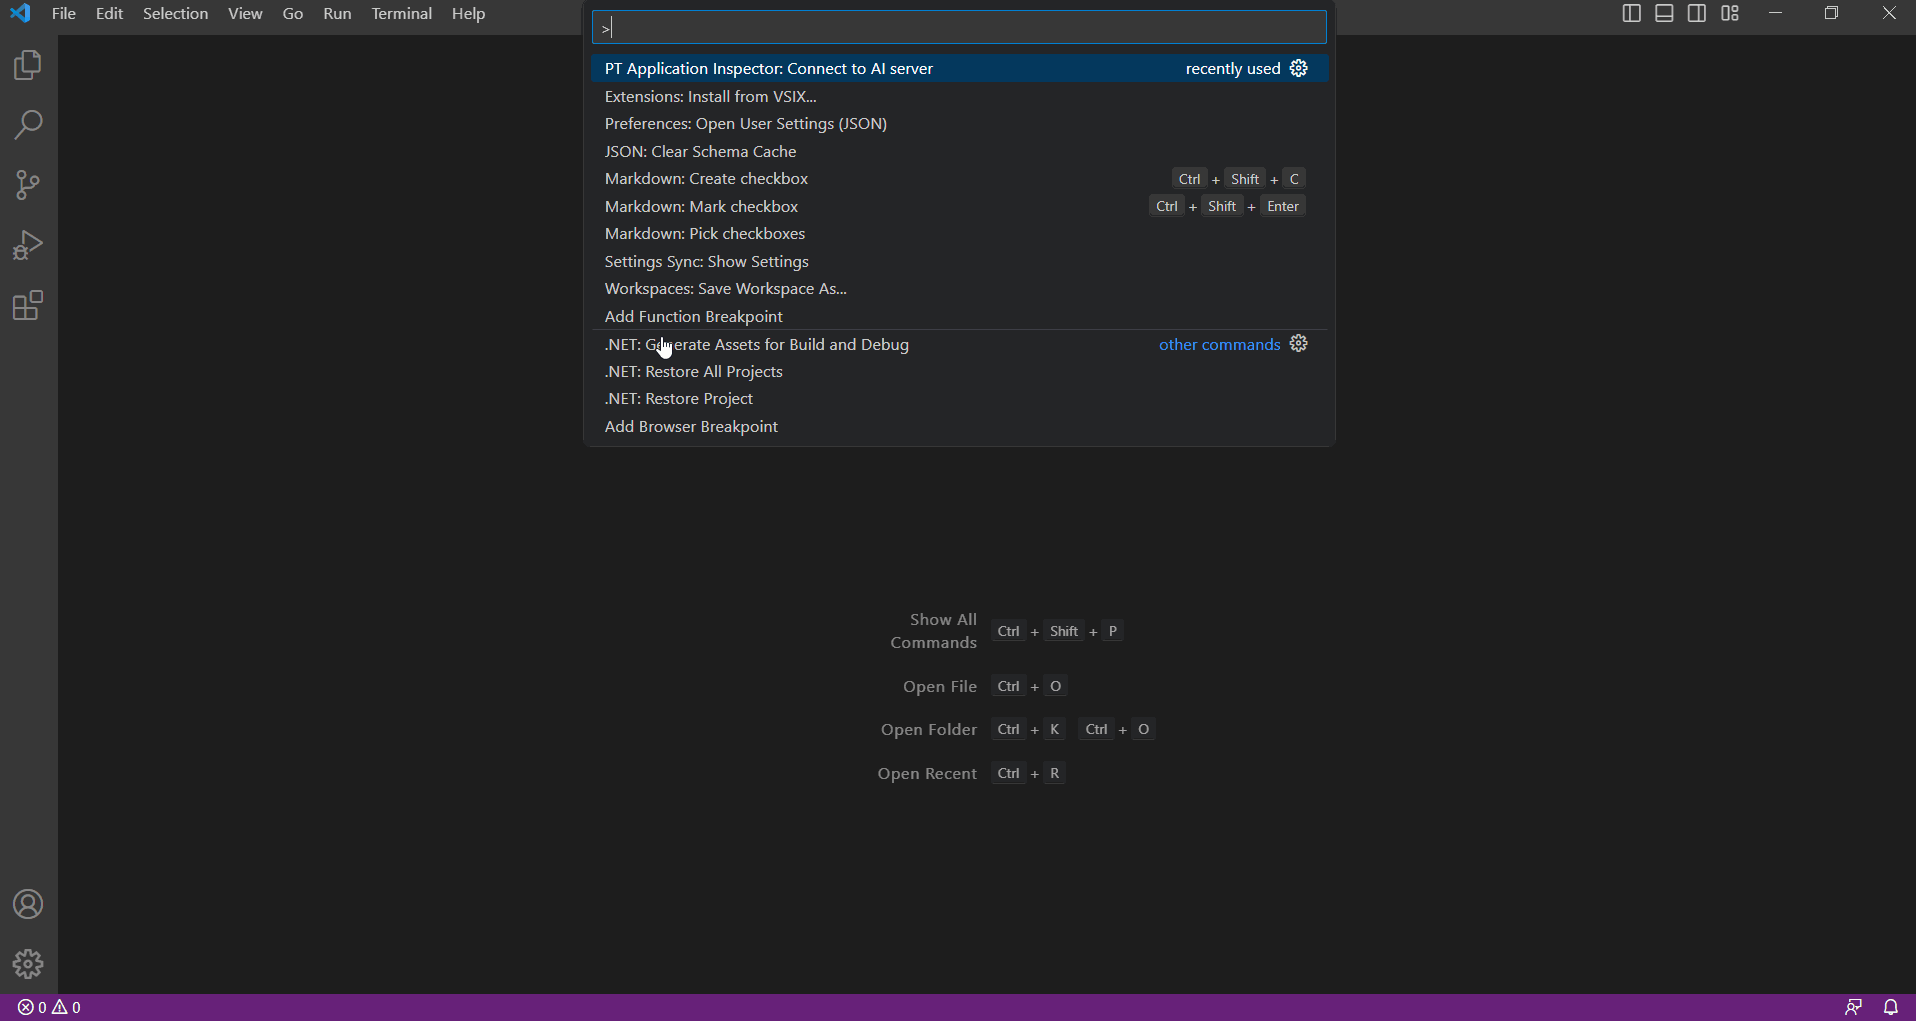 File Edit Selection View Go Run Terminal Help
>
PT Application Inspector: Connect to AI server recently used
Extensions: Install from VSIX...
Preferences: Open User Settings (JSON)
JSON: Clear Schema Cache
Markdown: Create checkbox Ctrl + Shift + C
Markdown: Mark checkbox Ctrl + Shift + Enter
Markdown: Pick checkboxes
Settings Sync: Show Settings
Workspaces: Save Workspace As...
Add Function Breakpoint
.NET: Generate Assets for Build and Debug other commands
.NET: Restore All Projects
.NET: Restore Project
Add Browser Breakpoint
Show All
Commands Ctrl + Shift + P
Open File Ctrl + O
Open Folder Ctrl + K Ctrl + O
Open Recent Ctrl + R
0 0